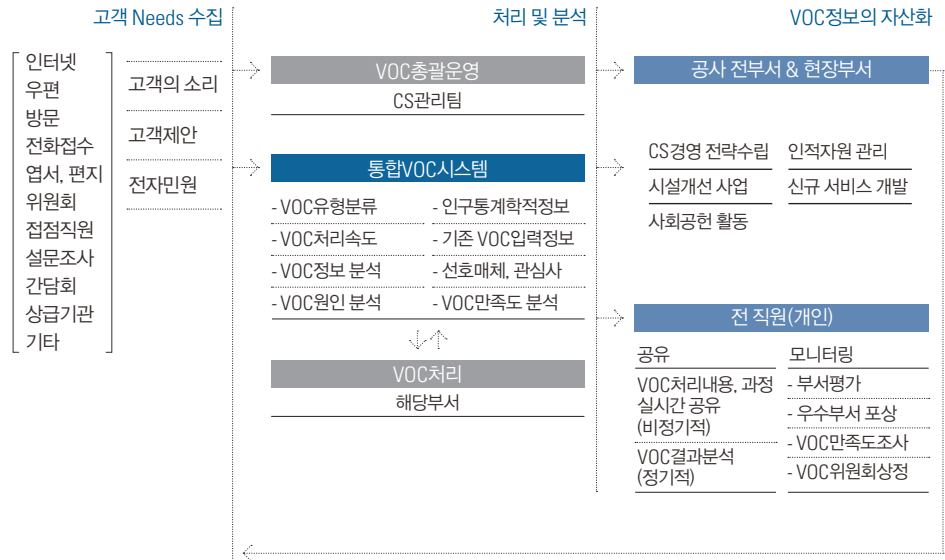 고객 Needs 수집
인터넷
우편
방문
전화접수
엽서, 편지
위원회
접점직원
설문조사
간담회
상급기관
기타
고객의 소리
고객제안
전자민원
처리 및 분석
VOC총괄운영
CS관리팀
통합VOC시스템
- VOC유형분류
- VOC처리속도
- VOC정보 분석
- VOC원인 분석
- 인구통계학적정보
- 기존 VOC입력정보
- 선호매체, 관심사
- VOC만족도 분석
VOC처리
해당부서
VOC정보의 자산화
공사 전부서 & 현장부서
CS경영 전략수립
인적자원 관리
시설개선 사업
신규 서비스 개발
사회공헌 활동
전 직원(개인)
공유
VOC처리내용, 과정
실시간 공유
(비정기적)
VOC결과분석
(정기적)
모니터링
- 부서평가
- 우수부서 포상
- VOC만족도조사
- VOC위원회상정